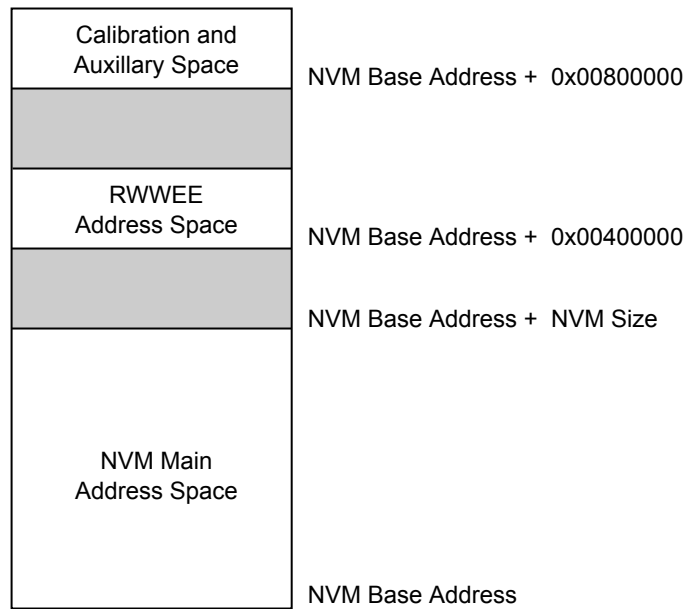 Calibration and
Auxillary Space
NVM Base Address + 0x00800000
RWWEE
Address Space
NVM Base Address + 0x00400000
NVM Base Address + NVM Size
NVM Main
Address Space
NVM Base Address